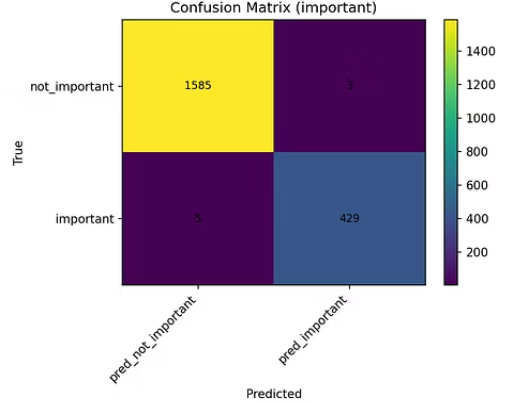 Confusion Matrix (important)
not_important
1585
3
1400
1200
1000
800
600
400
200
True
important
5
429
pred_not_important
pred_important
Predicted